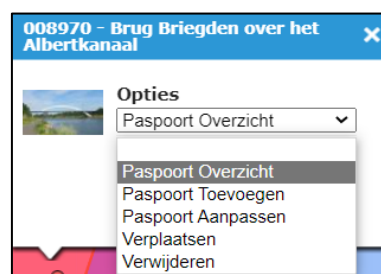 008970 - Brug Briegden over het
Albertkanaal
Opties
Paspoort Overzicht
Paspoort Overzicht
Paspoort Toevoegen
Paspoort Aanpassen
Verplaatsen
Verwijderen